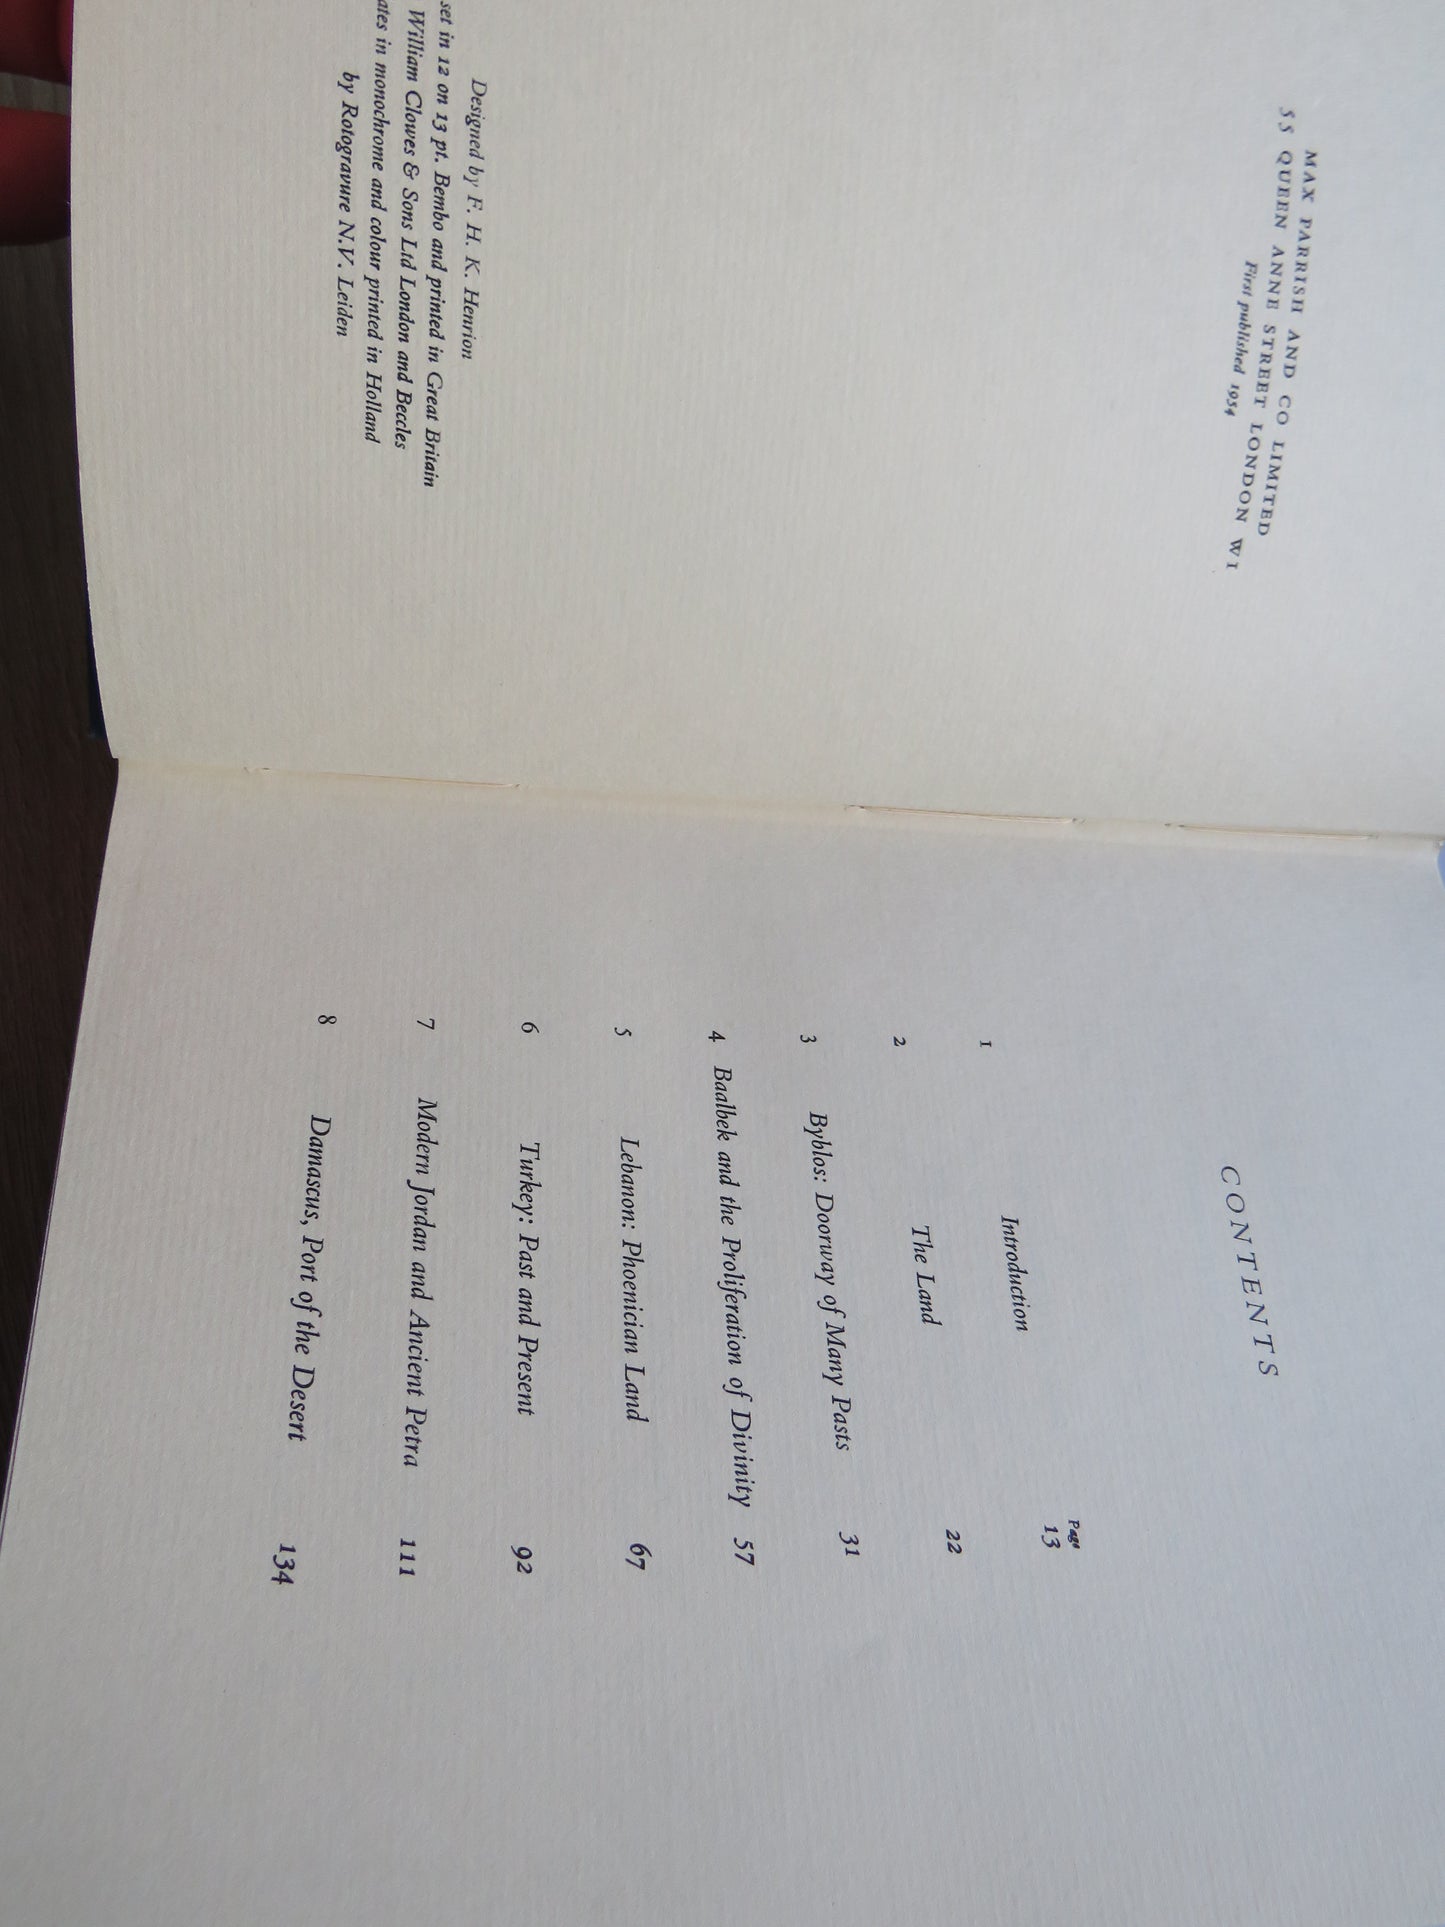 MAX PARRISH AND CO LIMITED
55 QUEEN ANNE STREET LONDON W1
First published 1954
Designed by F. H. K. Henrion
set in 12 on 13 pt. Bembo and printed in Great Britain
William Clowes & Sons Ltd London and Beccles
in monochrome and colour printed in Holland
by Rotogravure N.V. Leiden
CONTENTS
Page
1 Introduction 13
2 The Land 22
3 Byblos: Doorway of Many Pasts 31
4 Baalbek and the Proliferation of Divinity 57
5 Lebanon: Phoenician Land 67
6 Turkey: Past and Present 92
7 Modern Jordan and Ancient Petra 111
8 Damascus, Port of the Desert 134